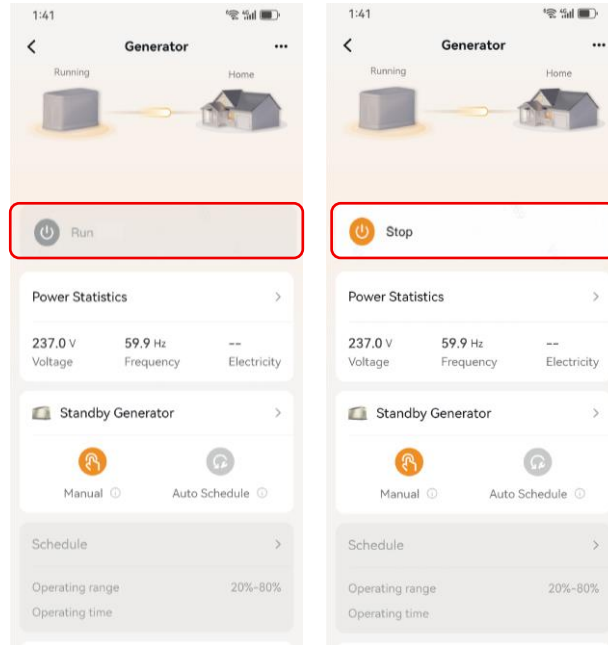 1:41
Generator
Running
Home
Run
Power Statistics
237.0 V
59.9 Hz
--
Voltage
Frequency
Electricity
Standby Generator
Manual
Auto Schedule
Schedule
Operating range
20%-80%
Operating time
1:41
Generator
Running
Home
Stop
Power Statistics
237.0 V
59.9 Hz
--
Voltage
Frequency
Electricity
Standby Generator
Manual
Auto Schedule
Schedule
Operating range
20%-80%
Operating time